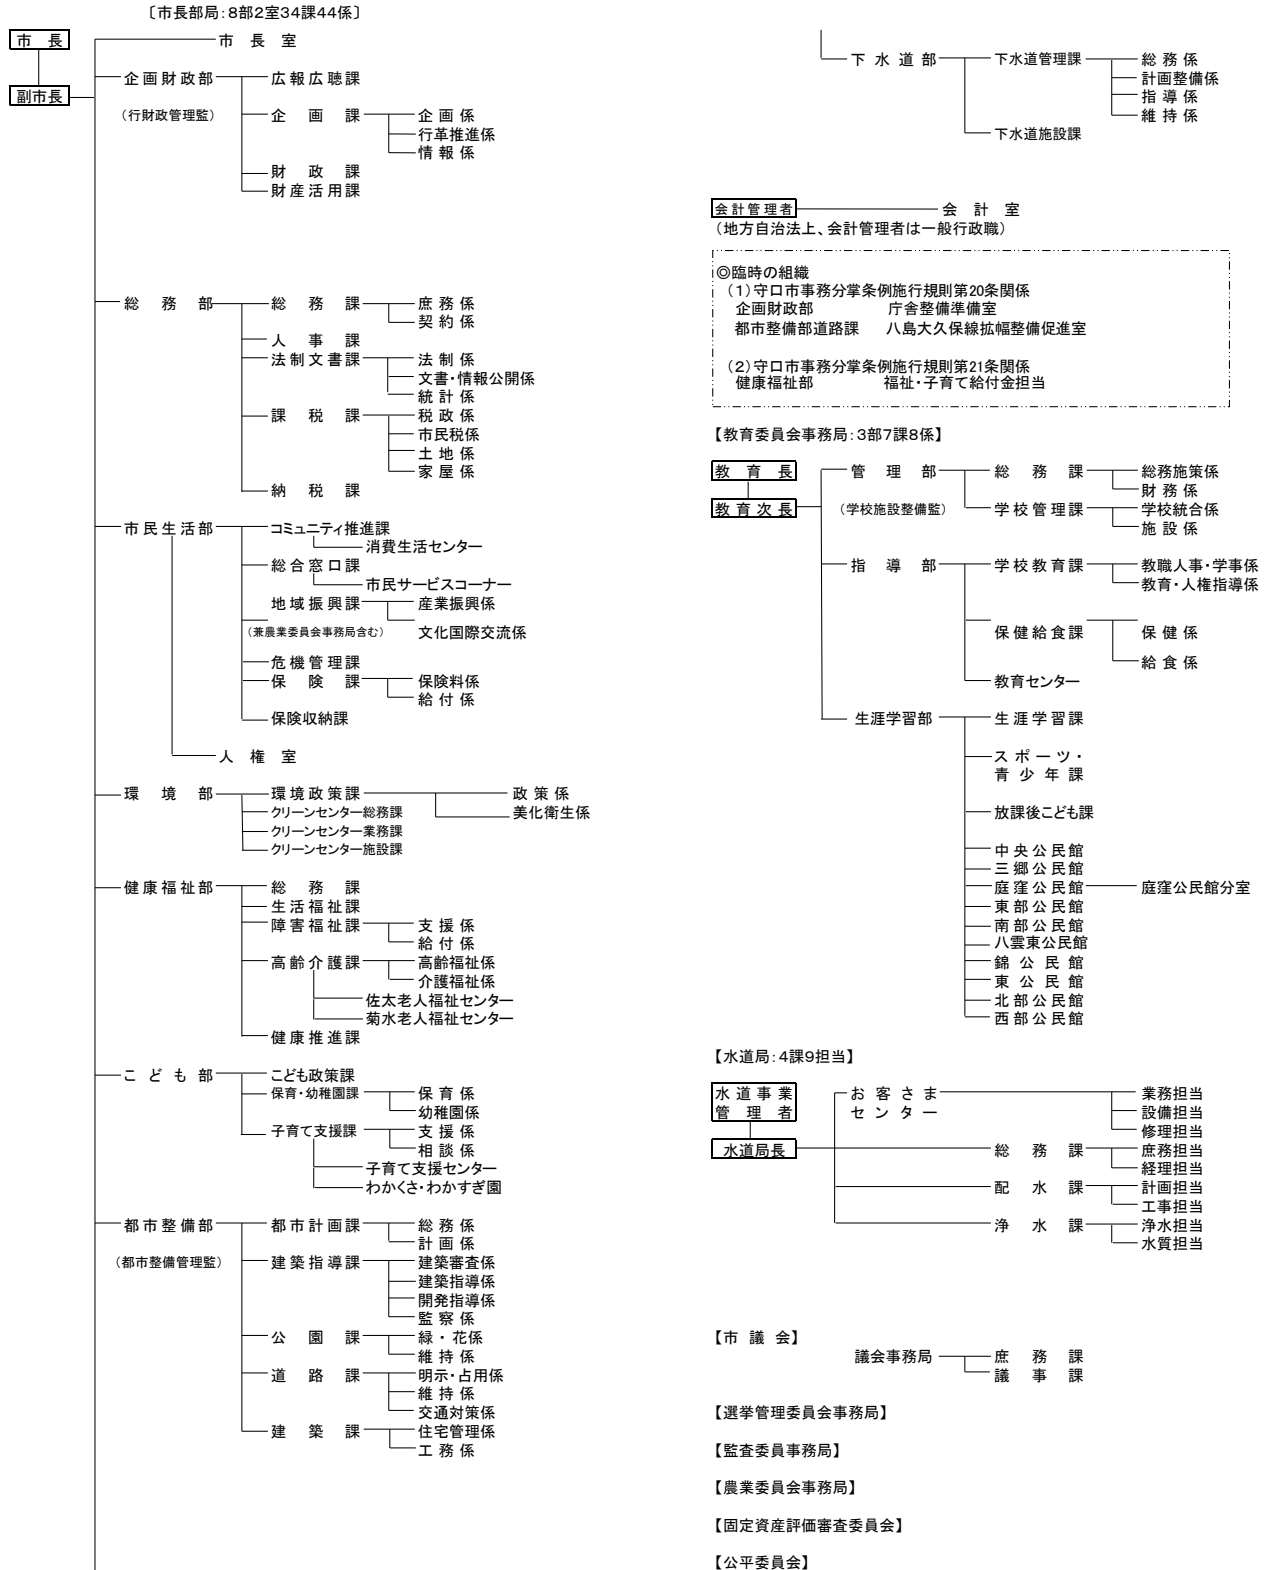 〔市長部局：8部2室34課44係〕
市長
市長室
副市長
企画財政部
（行財政管理監）
広報広聴課
企画課
企画係
行革推進係
情報係
財政課
財産活用課
総務部
総務課
庶務係
契約係
人事課
法制文書課
法制係
文書・情報公開係
統計係
課税課
税政係
市民税係
土地係
家屋係
納税課
市民生活部
コミュニティ推進課
消費生活センター
総合窓口課
市民サービスコーナー
地域振興課
産業振興係
（兼農業委員会事務局含む）
文化国際交流係
危機管理課
保険課
保険料係
給付係
保険収納課
人権室
環境部
環境政策課
政策係
美化衛生係
クリーンセンター総務課
クリーンセンター業務課
クリーンセンター施設課
健康福祉部
総務課
生活福祉課
障害福祉課
支援係
給付係
高齢介護課
高齢福祉係
介護福祉係
佐太老人福祉センター
菊水老人福祉センター
健康推進課
こども部
こども政策課
保育・幼稚園課
保育係
幼稚園係
子育て支援課
支援係
相談係
子育て支援センター
わかくさ・わかすぎ園
都市整備部
（都市整備管理監）
都市計画課
総務係
計画係
建築指導課
建築審査係
建築指導係
開発指導係
監察係
公園課
緑・花係
維持係
道路課
明示・占用係
維持係
交通対策係
建築課
住宅管理係
工務係
下水道部
下水道管理課
総務係
計画整備係
指導係
維持係
下水道施設課
会計管理者
会計室
（地方自治法上、会計管理者は一般行政職）
◎臨時の組織
（1）守口市事務分掌条例施行規則第20条関係
企画財政部　庁舎整備準備室
都市整備部道路課　八島大久保線拡幅整備促進室
（2）守口市事務分掌条例施行規則第21条関係
健康福祉部　福祉・子育て給付金担当
【教育委員会事務局：3部7課8係】
教育長
教育次長
管理部
（学校施設整備監）
総務課
総務施策係
財務係
学校管理課
学校統合係
施設係
指導部
学校教育課
教職人事・学事係
教育・人権指導係
保健給食課
保健係
給食係
教育センター
生涯学習部
生涯学習課
スポーツ・
青少年課
放課後こども課
中央公民館
三郷公民館
庭窪公民館
庭窪公民館分室
東部公民館
南部公民館
八雲東公民館
錦公民館
東公民館
北部公民館
西部公民館
【水道局：4課9担当】
水道事業
管理者
水道局長
お客さま
センター
業務担当
設備担当
修理担当
総務課
庶務担当
経理担当
配水課
計画担当
工事担当
浄水課
浄水担当
水質担当
【市議会】
議会事務局
庶務課
議事課
【選挙管理委員会事務局】
【監査委員事務局】
【農業委員会事務局】
【固定資産評価審査委員会】
【公平委員会】